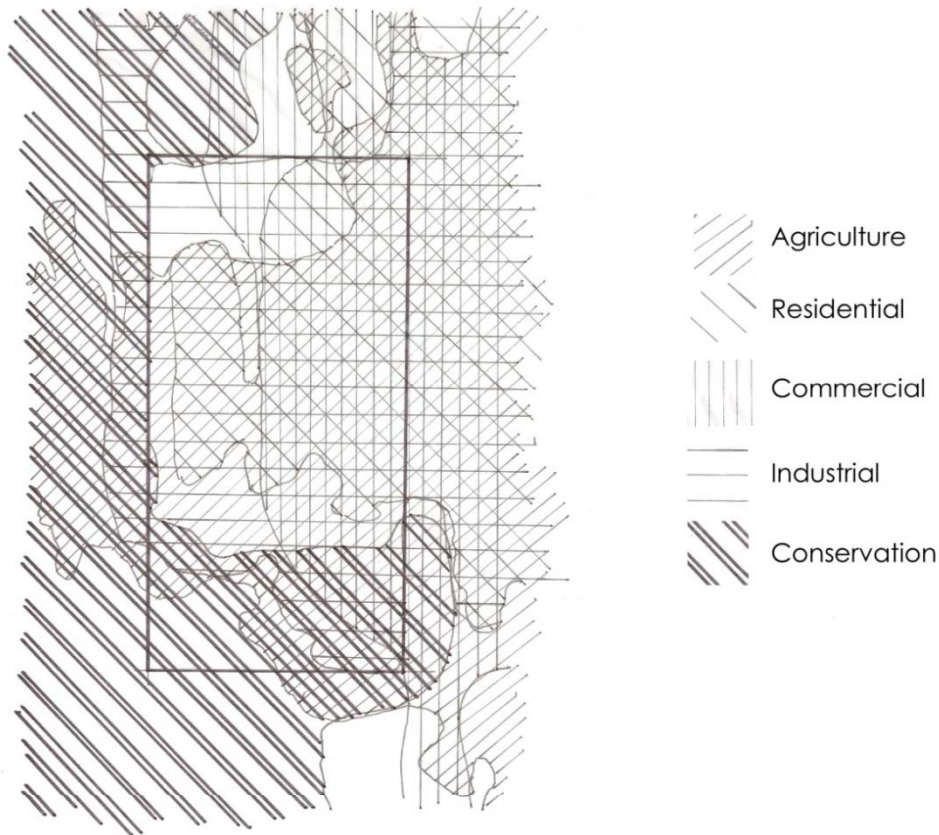 Agriculture
Residential
Commercial
Industrial
Conservation